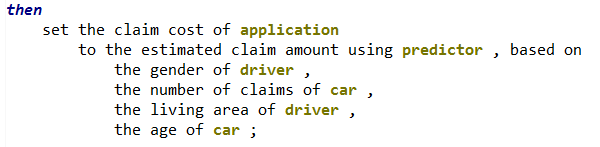 then
set the claim cost of application
to the estimated claim amount using predictor , based on
the gender of driver ,
the number of claims of car ,
the living area of driver ,
the age of car ;